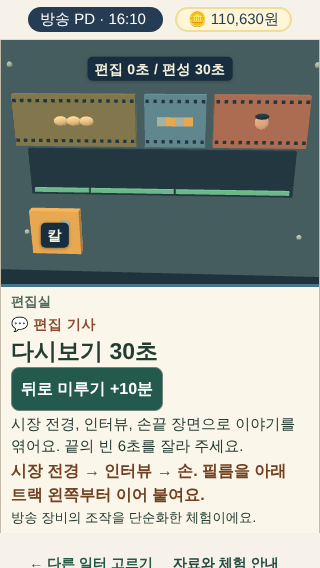 방송 PD · 16:10
110,630원
편집 0초 / 편성 30초
칼
편집실
💬 편집 기사
다시보기 30초
뒤로 미루기 +10분
시장 전경, 인터뷰, 손끝 장면으로 이야기를
엮어요. 끝의 빈 6초를 잘라 주세요.
시장 전경 → 인터뷰 → 손. 필름을 아래
트랙 왼쪽부터 이어 붙여요.
방송 장비의 조작을 단순화한 체험이에요.
← 다른 일터 고르기 자료와 체험 안내